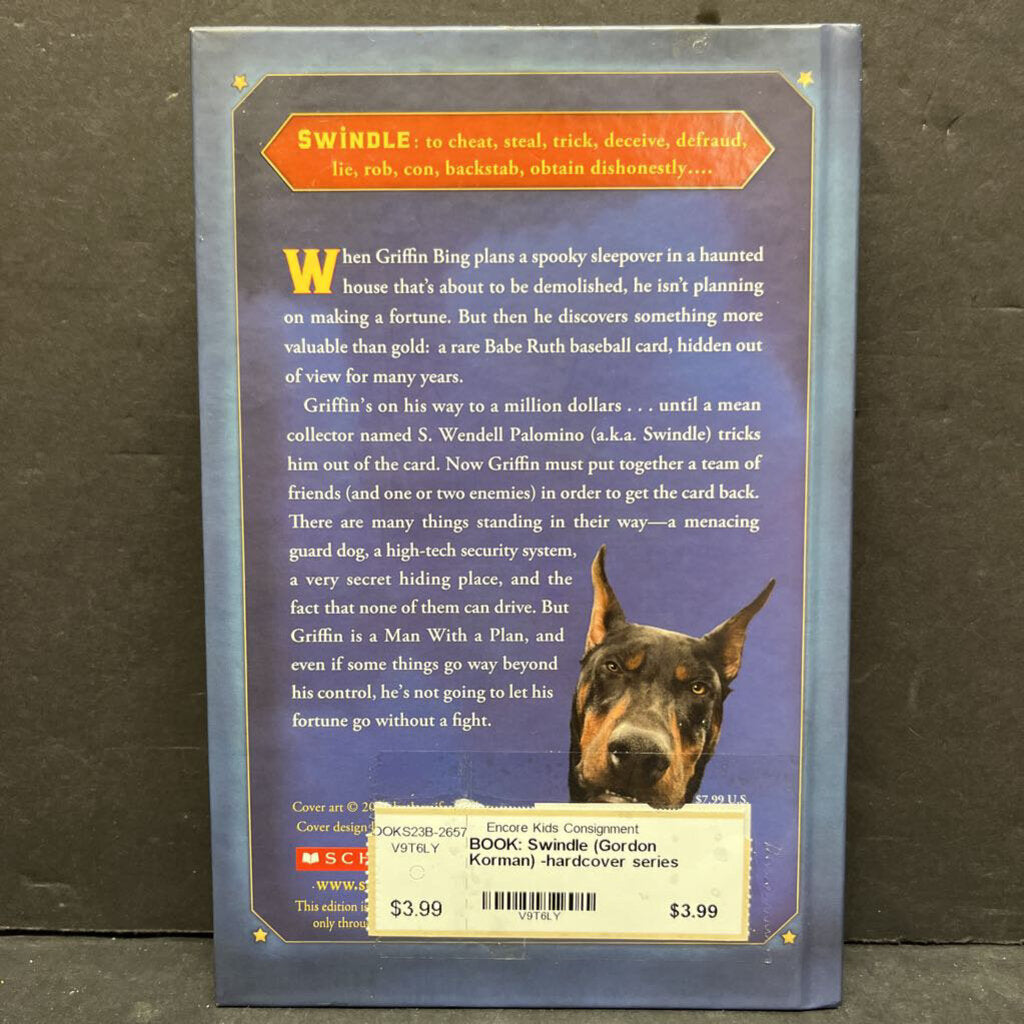 SWINDLE: to cheat, steal, trick, deceive, defraud,
lie, rob, con, backstab, obtain dishonestly....
When Griffin Bing plans a spooky sleepover in a haunted
house that's about to be demolished, he isn't planning
on making a fortune. But then he discovers something more
valuable than gold: a rare Babe Ruth baseball card, hidden out
of view for many years.
Griffin's on his way to a million dollars . . . until a mean
collector named S. Wendell Palomino (a.k.a. Swindle) tricks
him out of the card. Now Griffin must put together a team of
friends (and one or two enemies) in order to get the card back.
There are many things standing in their way—a menacing
guard dog, a high-tech security system,
a very secret hiding place, and the
fact that none of them can drive. But
Griffin is a Man With a Plan, and
even if some things go way beyond
his control, he's not going to let his
fortune go without a fight.
$7.99 U.S.
Cover art © 20
Cover design
SCH
www.s
This edition is
only throu
OOKS23B-2657
V9T6LY
$3.99
Encore Kids Consignment
BOOK: Swindle (Gordon
Korman) -hardcover series
V9T6LY
$3.99